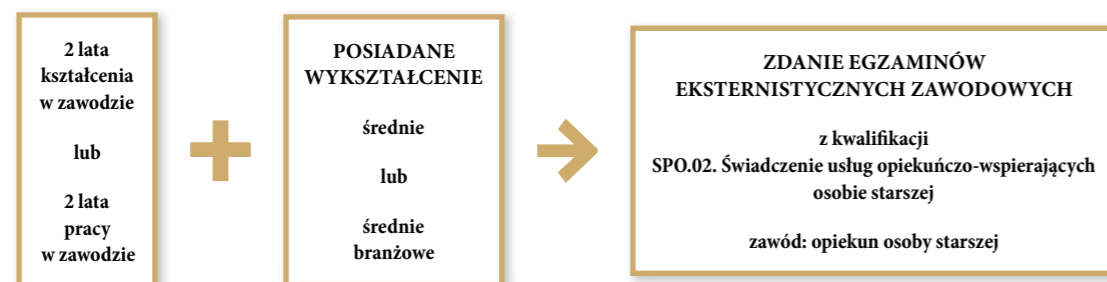 2 lata
kształcenia
w zawodzie
lub
2 lata
pracy
w zawodzie
POSIADANE
WYKSZTAŁCENIE
średnie
lub
średnie
branżowe
ZDANIE EGZAMINÓW
EKSTERNISTYCZNYCH ZAWODOWYCH
z kwalifikacji
SPO.02. Świadczenie usług opiekuńczo-wspierających
osobie starszej
zawód: opiekun osoby starszej